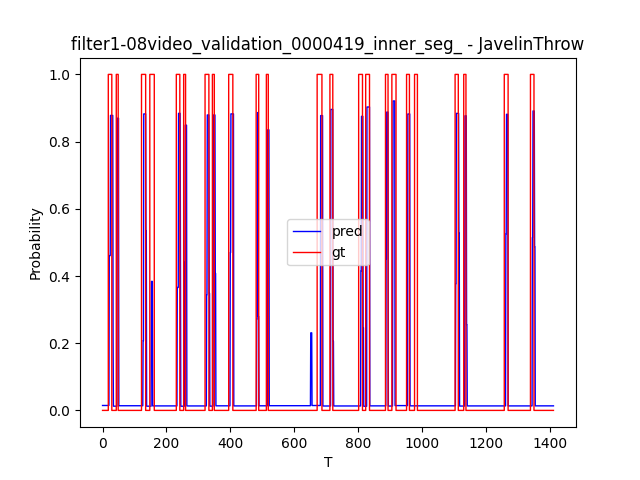 filter1-08video_validation_0000419_inner_seg_ - JavelinThrow
1.0
0.8
0.6
0.4
0.2
0.0
Probability
pred
gt
0 200 400 600 800 1000 1200 1400
T